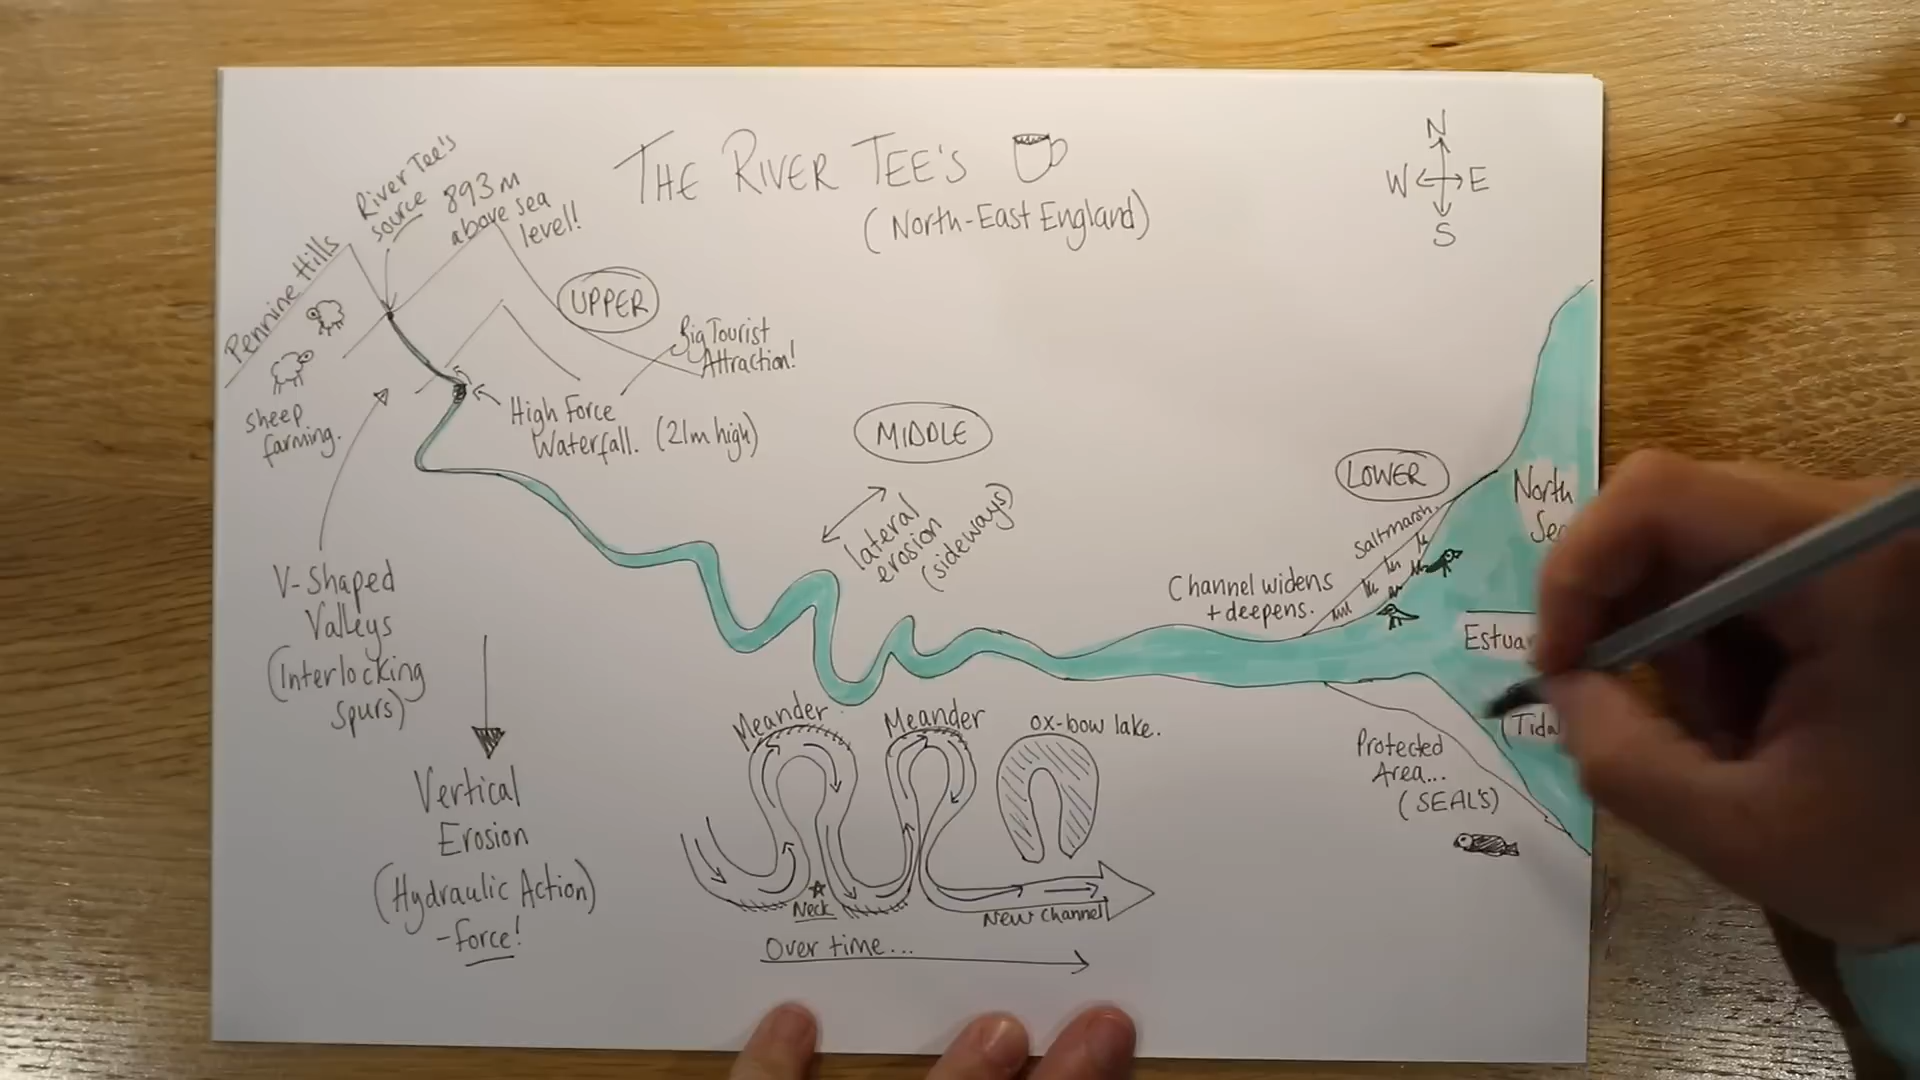 THE RIVER TEE'S
(North-East England)
N
W E
S
River Tee's
source
893m
above sea
level!
Pennine Hills
sheep
farming.
UPPER
Big Tourist
Attraction!
High Force
Waterfall. (21m high)
V-Shaped
Valleys
(Interlocking
Spurs)
Vertical
Erosion
(Hydraulic Action)
-force!
MIDDLE
lateral
erosion
(sideways)
Meander
Meander
ox-bow lake.
Neck
New Channel
Over time...
LOWER
Saltmarsh.
Channel widens
+ deepens.
North
Protected
Area...
(SEAL'S)